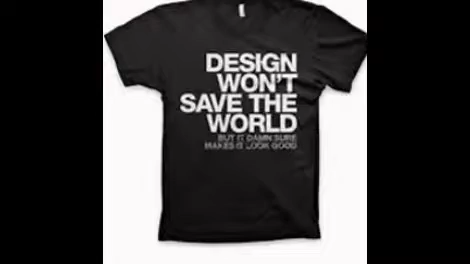 DESIGN
WON'T
SAVE THE
WORLD
BUT IT DAMN SURE
MAKES IT LOOK GOOD